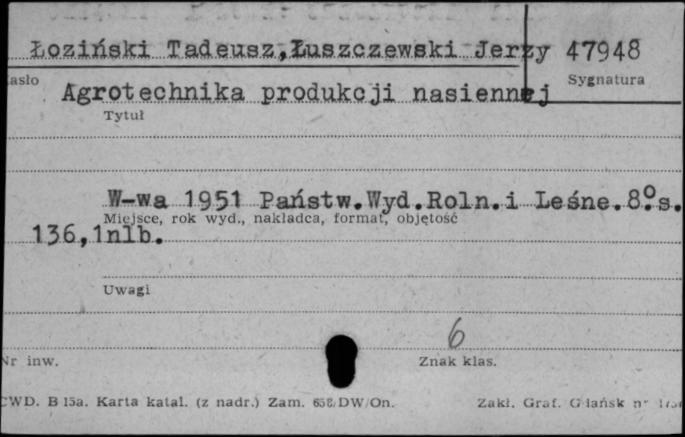 Łoziński Tadeusz,Łuszczewski Jerzy 47948
asło Sygnatura
Agrotechnika produkcji nasiennej
Tytuł
W-wa 1951 Państw.Wyd.Roln.i Leśne.8°s.
Miejsce, rok wyd., nakładca, format, objętość
136,1nlb.
Uwagi
6
Nr inw. Znak klas.
CWD. B 15a. Karta katal. (z nadr.) Zam. 658/DW/On. Zakł. Graf. Gdańsk nr